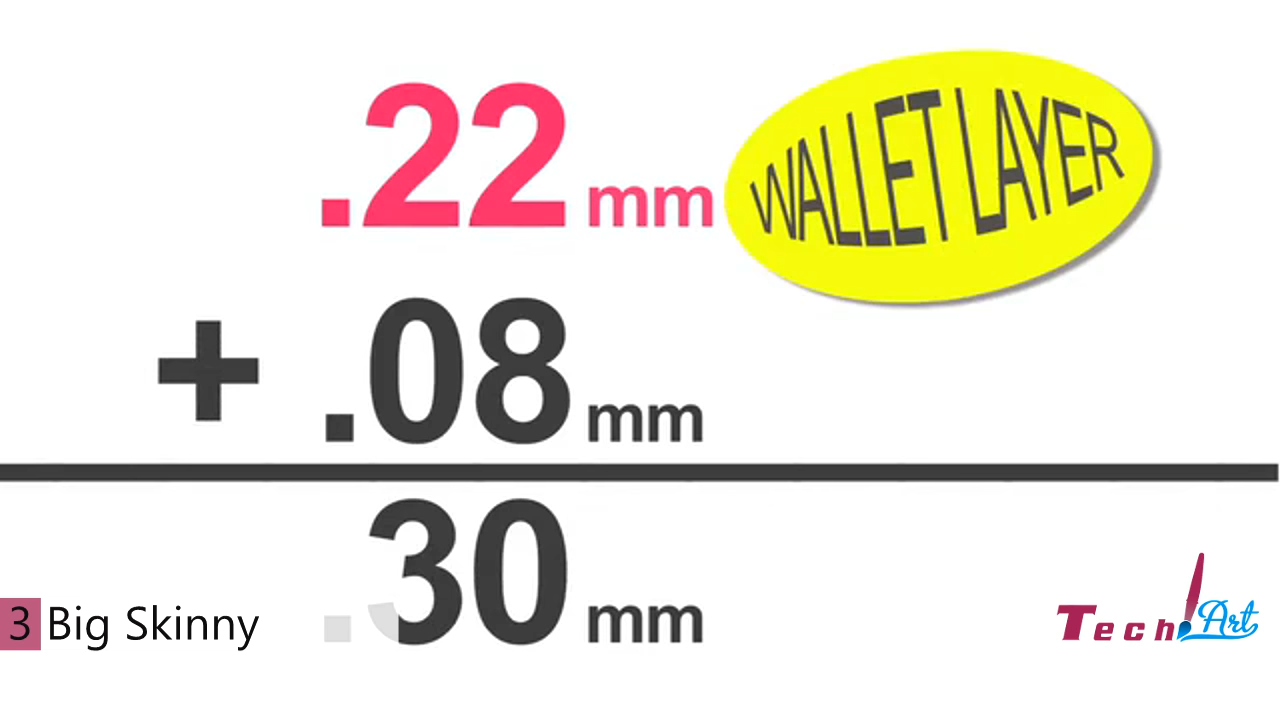 .22 mm
WALLET LAYER
+ .08 mm
.30 mm
3 Big Skinny
Tech Art